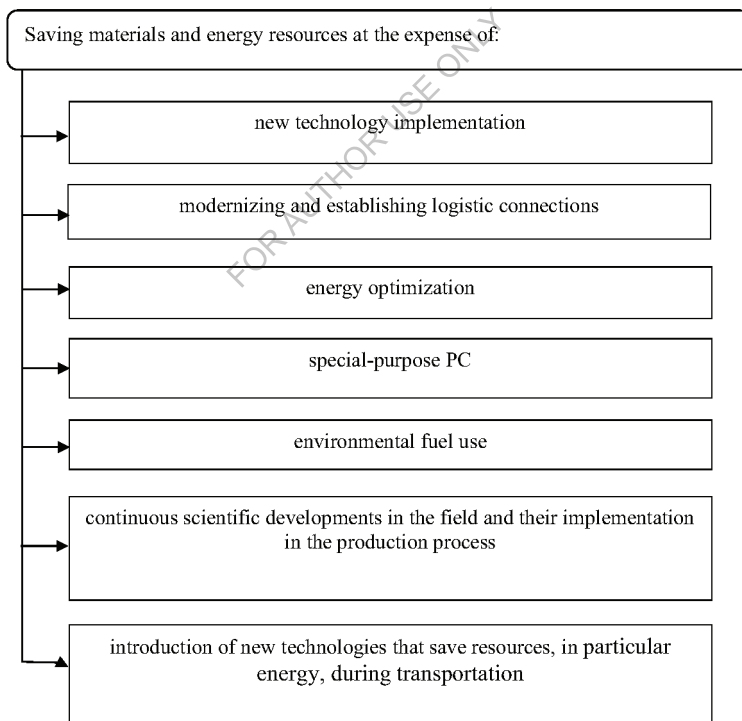 Saving materials and energy resources at the expense of:
FOR AUTHOR USE ONLY
new technology implementation
modernizing and establishing logistic connections
energy optimization
special-purpose PC
environmental fuel use
continuous scientific developments in the field and their implementation
in the production process
introduction of new technologies that save resources, in particular
energy, during transportation